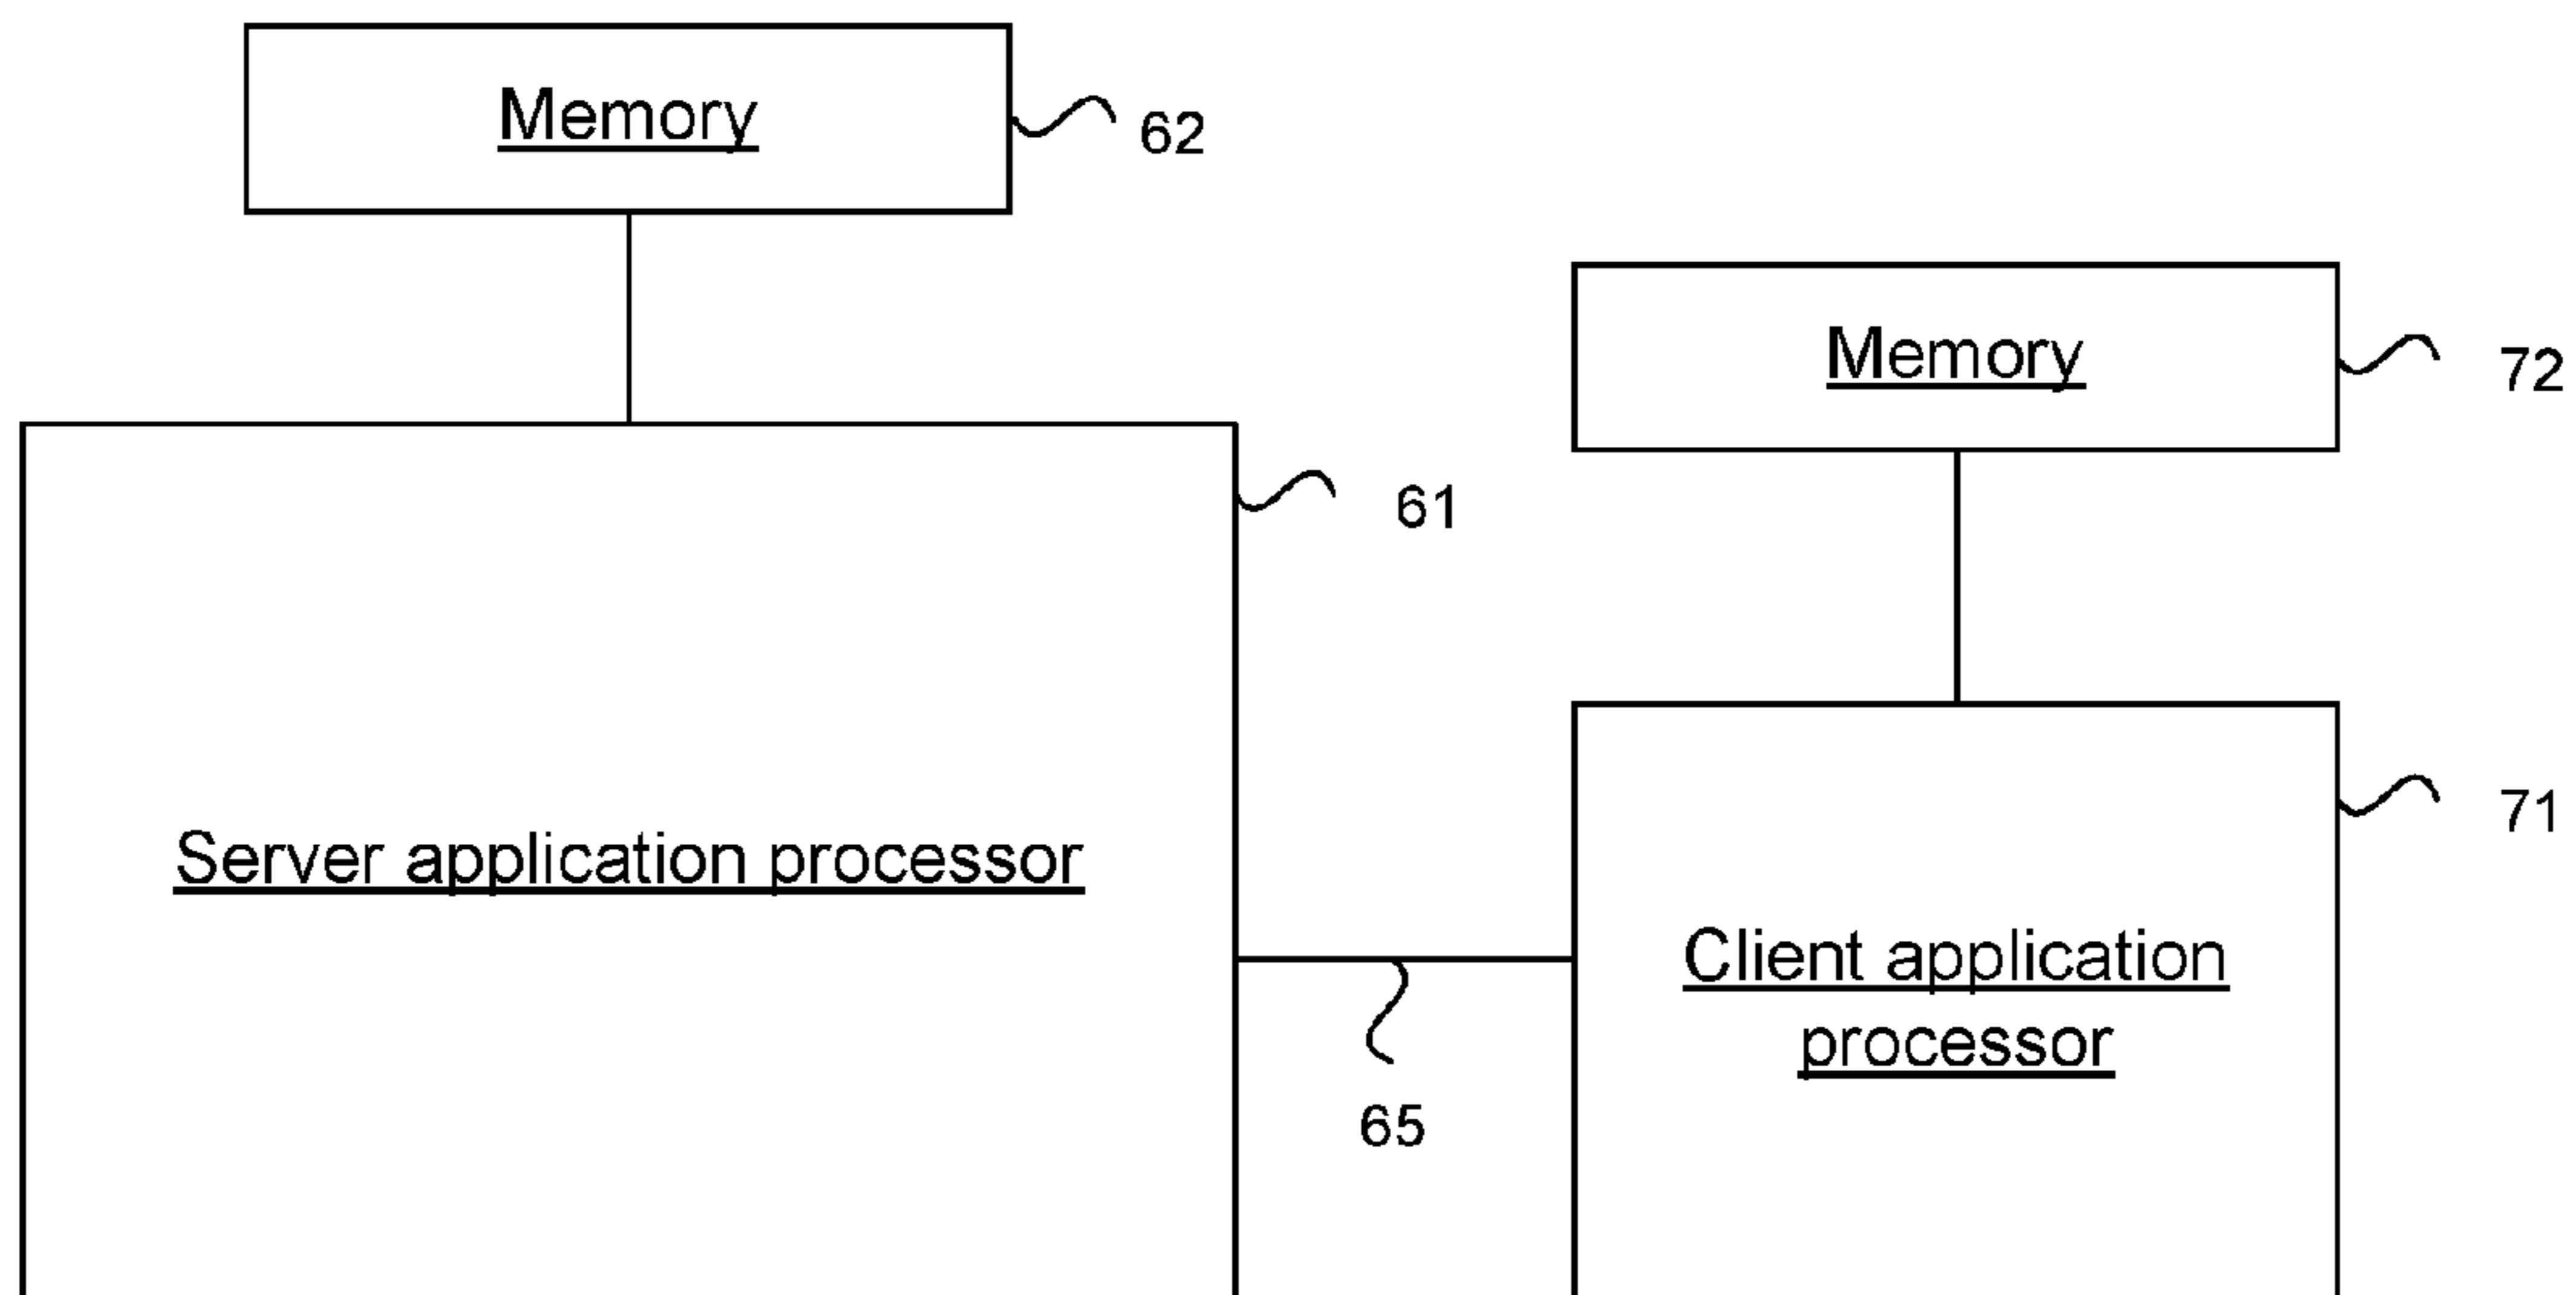 Memory
62
Memory
72
61
71
Server application processor
Client application
processor
65